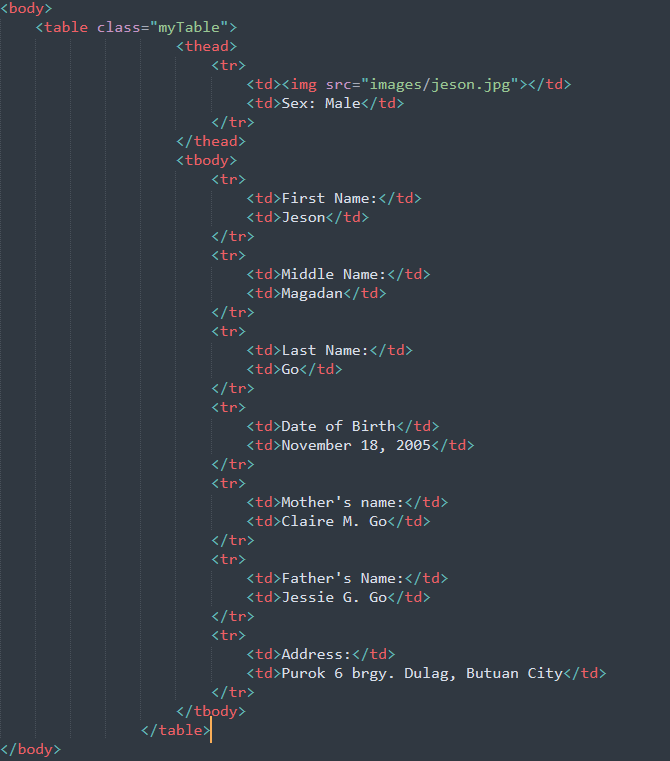 <body>
    <table class="myTable">
                    <thead>
                        <tr>
                            <td><img src="images/jeson.jpg"></td>
                            <td>Sex: Male</td>
                        </tr>
                    </thead>
                    <tbody>
                        <tr>
                            <td>First Name:</td>
                            <td>Jeson</td>
                        </tr>
                        <tr>
                            <td>Middle Name:</td>
                            <td>Magadan</td>
                        </tr>
                        <tr>
                            <td>Last Name:</td>
                            <td>Go</td>
                        </tr>
                        <tr>
                            <td>Date of Birth</td>
                            <td>November 18, 2005</td>
                        </tr>
                        <tr>
                            <td>Mother's name:</td>
                            <td>Claire M. Go</td>
                        </tr>
                        <tr>
                            <td>Father's Name:</td>
                            <td>Jessie G. Go</td>
                        </tr>
                        <tr>
                            <td>Address:</td>
                            <td>Purok 6 brgy. Dulag, Butuan City</td>
                        </tr>
                    </tbody>
                </table>
</body>